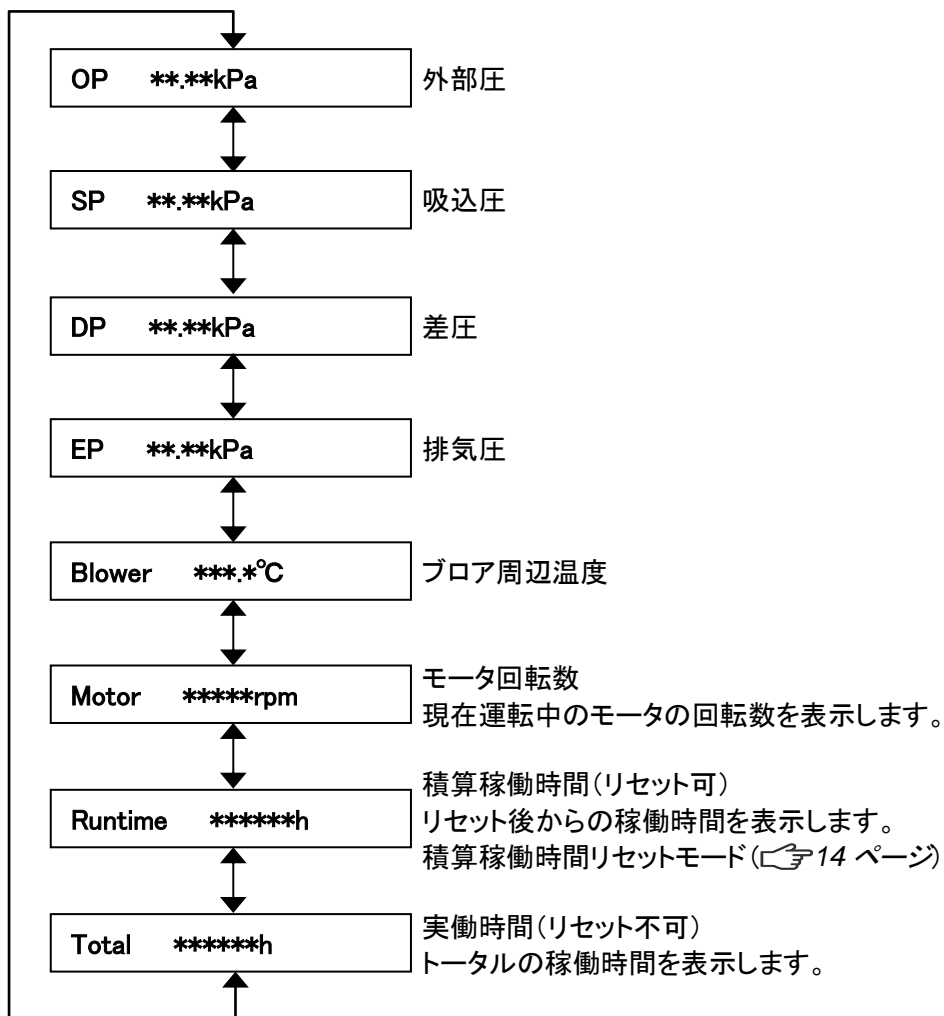 OP **.**kPa 外部圧
SP **.**kPa 吸込圧
DP **.**kPa 差圧
EP **.**kPa 排気圧
Blower ***.*℃ ブロア周辺温度
Motor *****rpm モータ回転数
現在運転中のモータの回転数を表示します。
積算稼働時間(リセット可)
Runtime ******h リセット後からの稼働時間を表示します。
積算稼働時間リセットモード(☞14 ページ)
Total ******h 実働時間(リセット不可)
トータルの稼働時間を表示します。